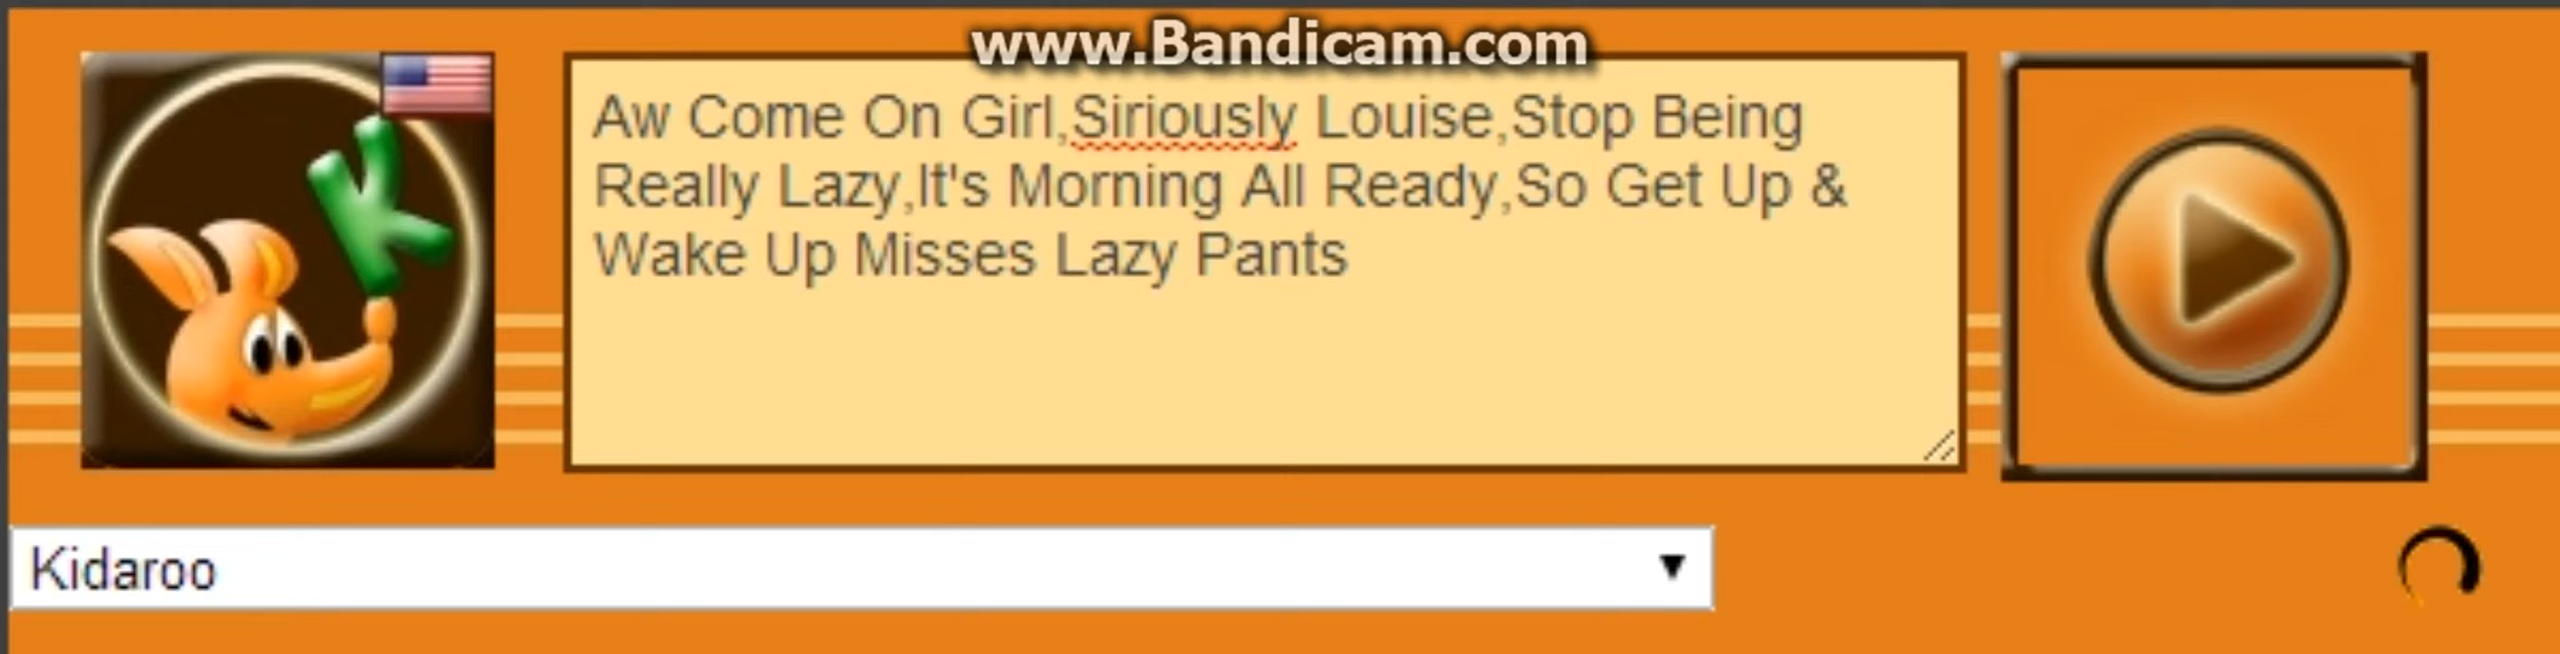 www.Bandicam.com
K
Aw Come On Girl,Siriously Louise,Stop Being
Really Lazy,It's Morning All Ready,So Get Up &
Wake Up Misses Lazy Pants
Kidaroo